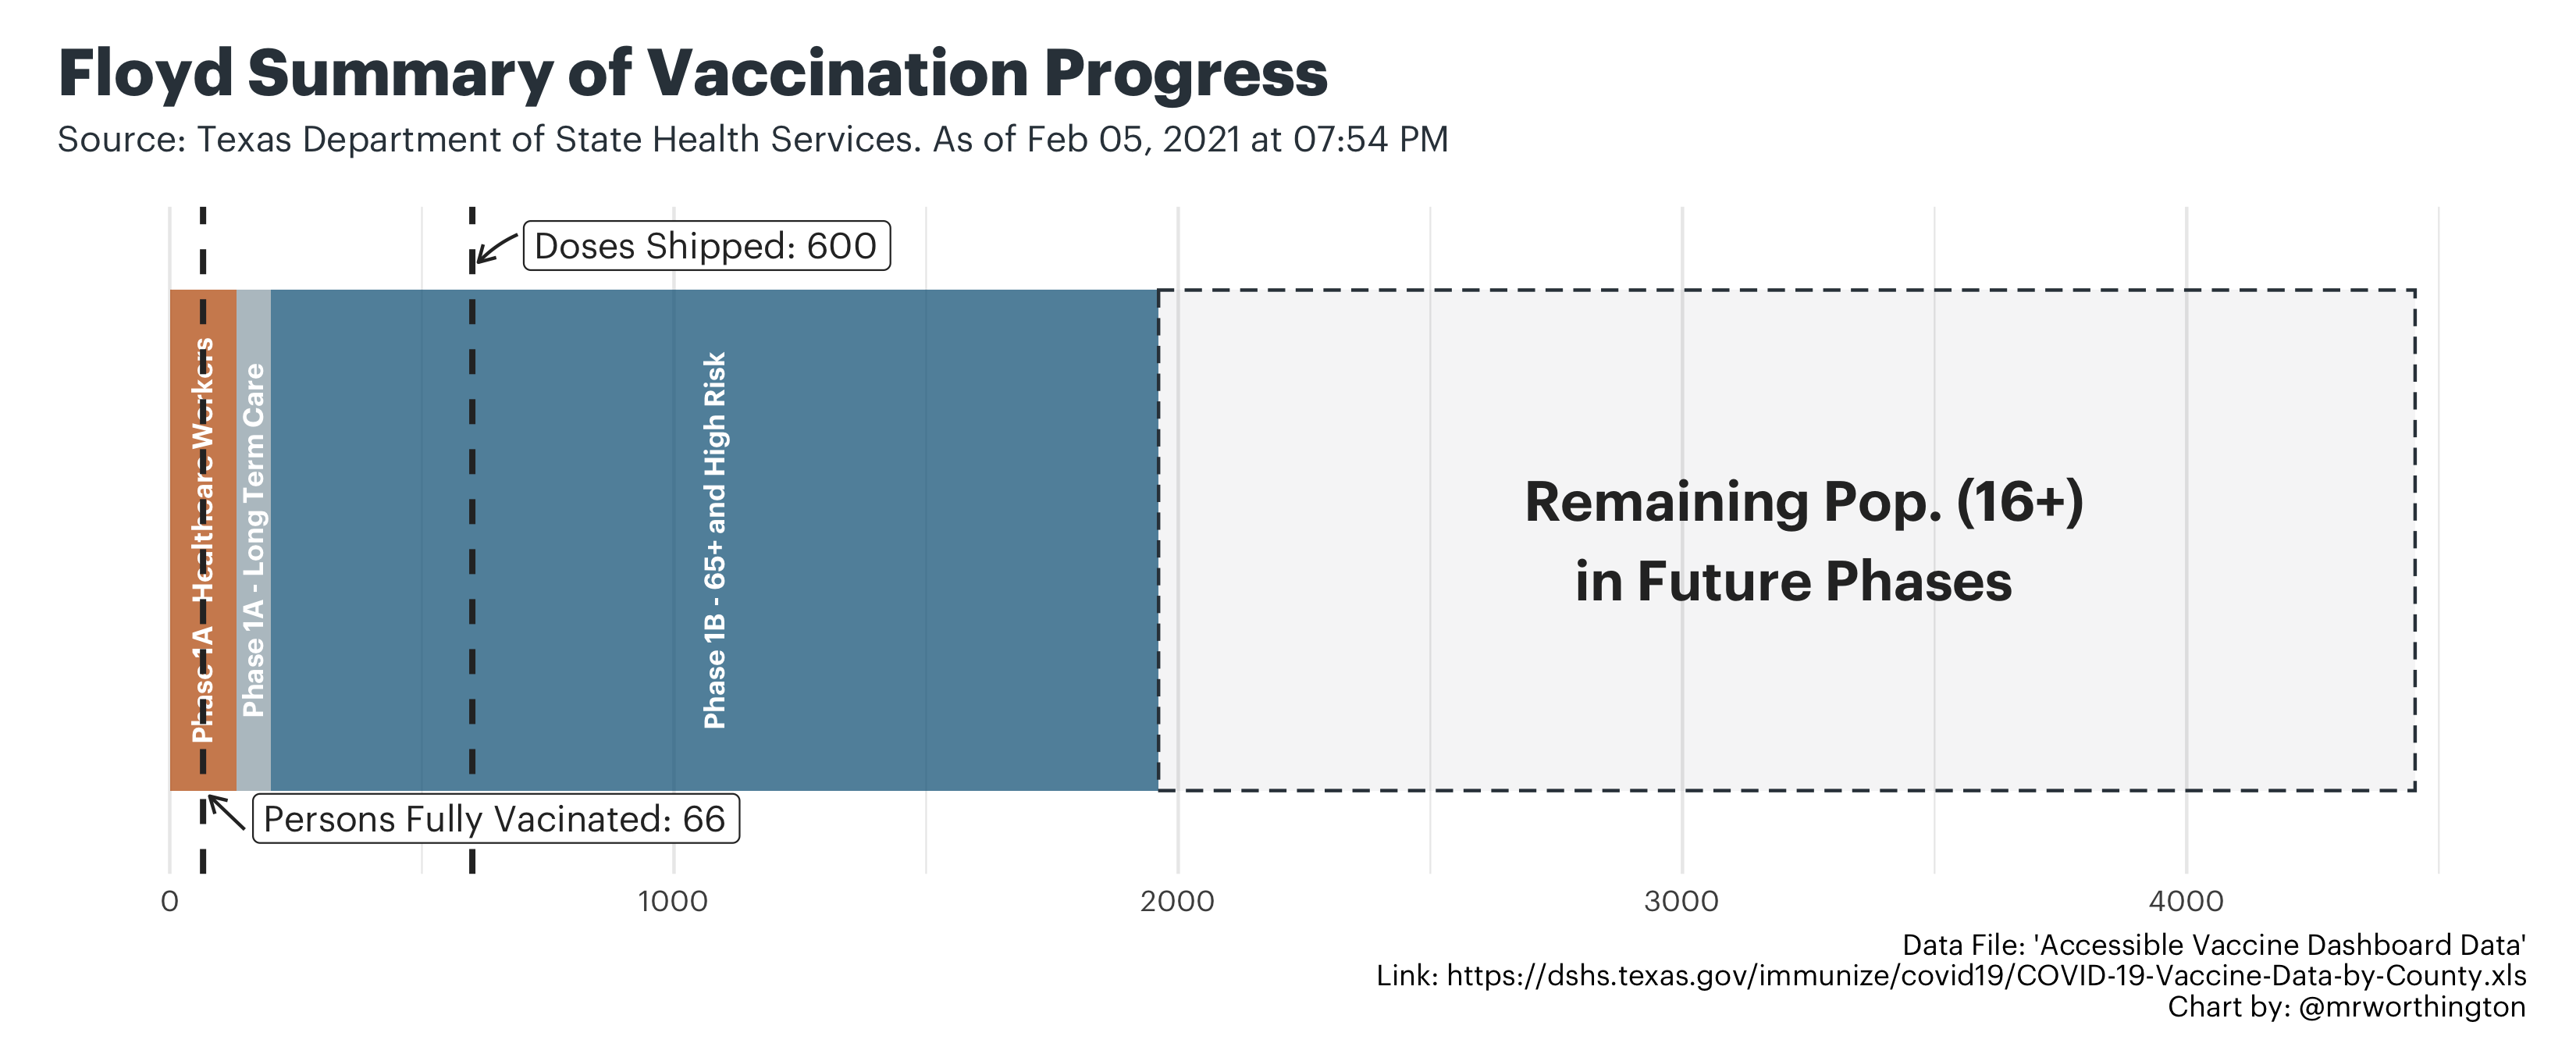 Floyd Summary of Vaccination Progress
Source: Texas Department of State Health Services. As of Feb 05, 2021 at 07:54 PM
Doses Shipped: 600
Phase 1A - Healthcare Workers
Phase 1A - Long Term Care
Phase 1B - 65+ and High Risk
Remaining Pop. (16+)
in Future Phases
Persons Fully Vacinated: 66
0 1000 2000 3000 4000
Data File: 'Accessible Vaccine Dashboard Data'
Link: https://dshs.texas.gov/immunize/covid19/COVID-19-Vaccine-Data-by-County.xls
Chart by: @mrworthington